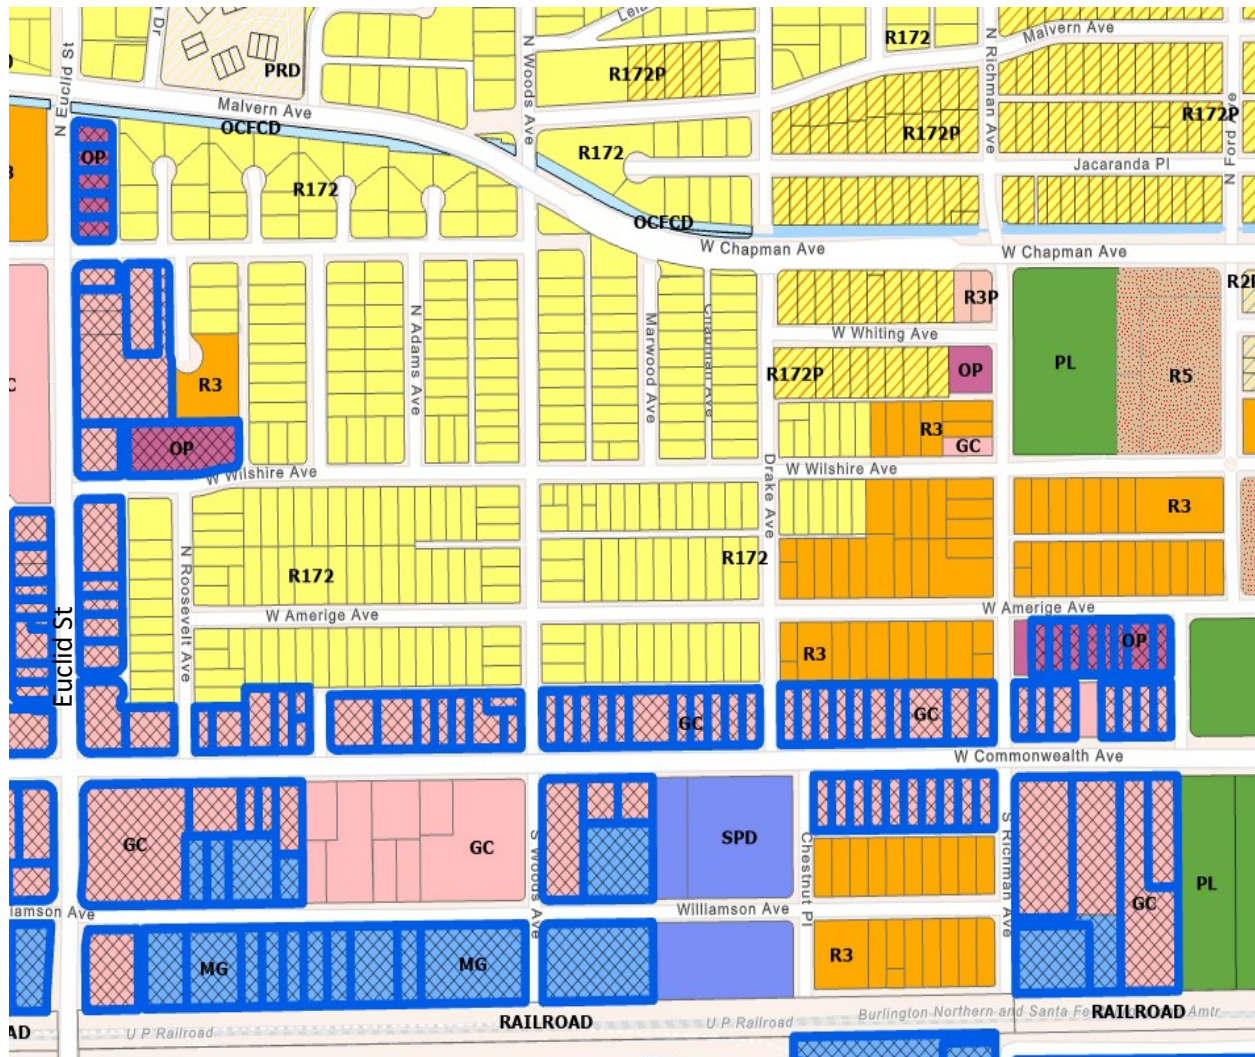 N Euclid St
Dr
PRD
Malvern Ave
OCFCD
N Woods Ave
R172P
R172
N Richman Ave
Malvern Ave
R172P
R172P
Jacaranda Pl
OP
R172
R172
OCFCD
W Chapman Ave
W Chapman Ave
R3P
W Whiting Ave
N Adams Ave
Marwood Ave
R3
R172P
OP
PL
R5
R3
GC
OP
W Wilshire Ave
W Wilshire Ave
Drake Ave
R3
N Roosevelt Ave
R172
R172
W Amerige Ave
W Amerige Ave
Euclid St
R3
OP
GC
GC
W Commonwealth Ave
GC
GC
S Woods Ave
SPD
Chestnut Pl
S Richman Ave
GC
PL
Williamson Ave
MG
MG
R3
RAILROAD
U P Railroad
U P Railroad
Burlington Northern and Santa Fe
RAILROAD
Amtr